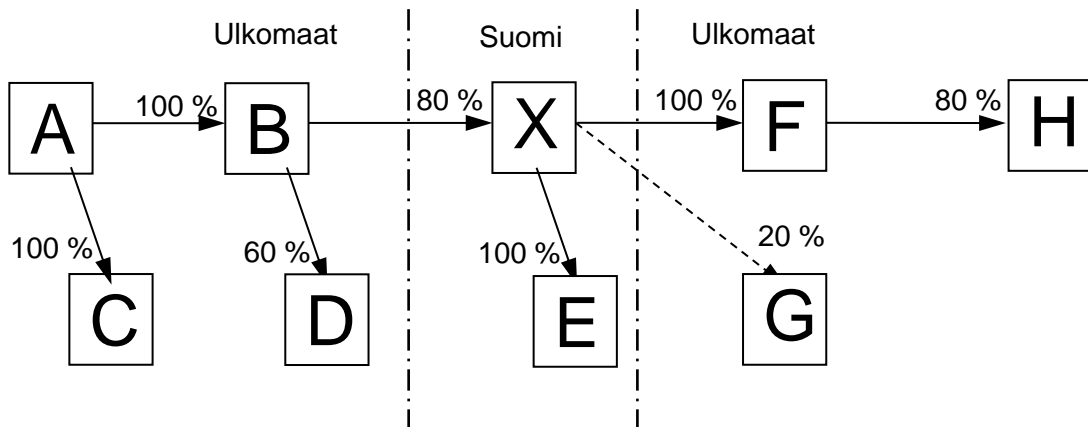 Ulkomaat
Suomi
Ulkomaat
A
100 %
B
80 %
X
100 %
F
80 %
H
100 %
60 %
100 %
20 %
C
D
E
G